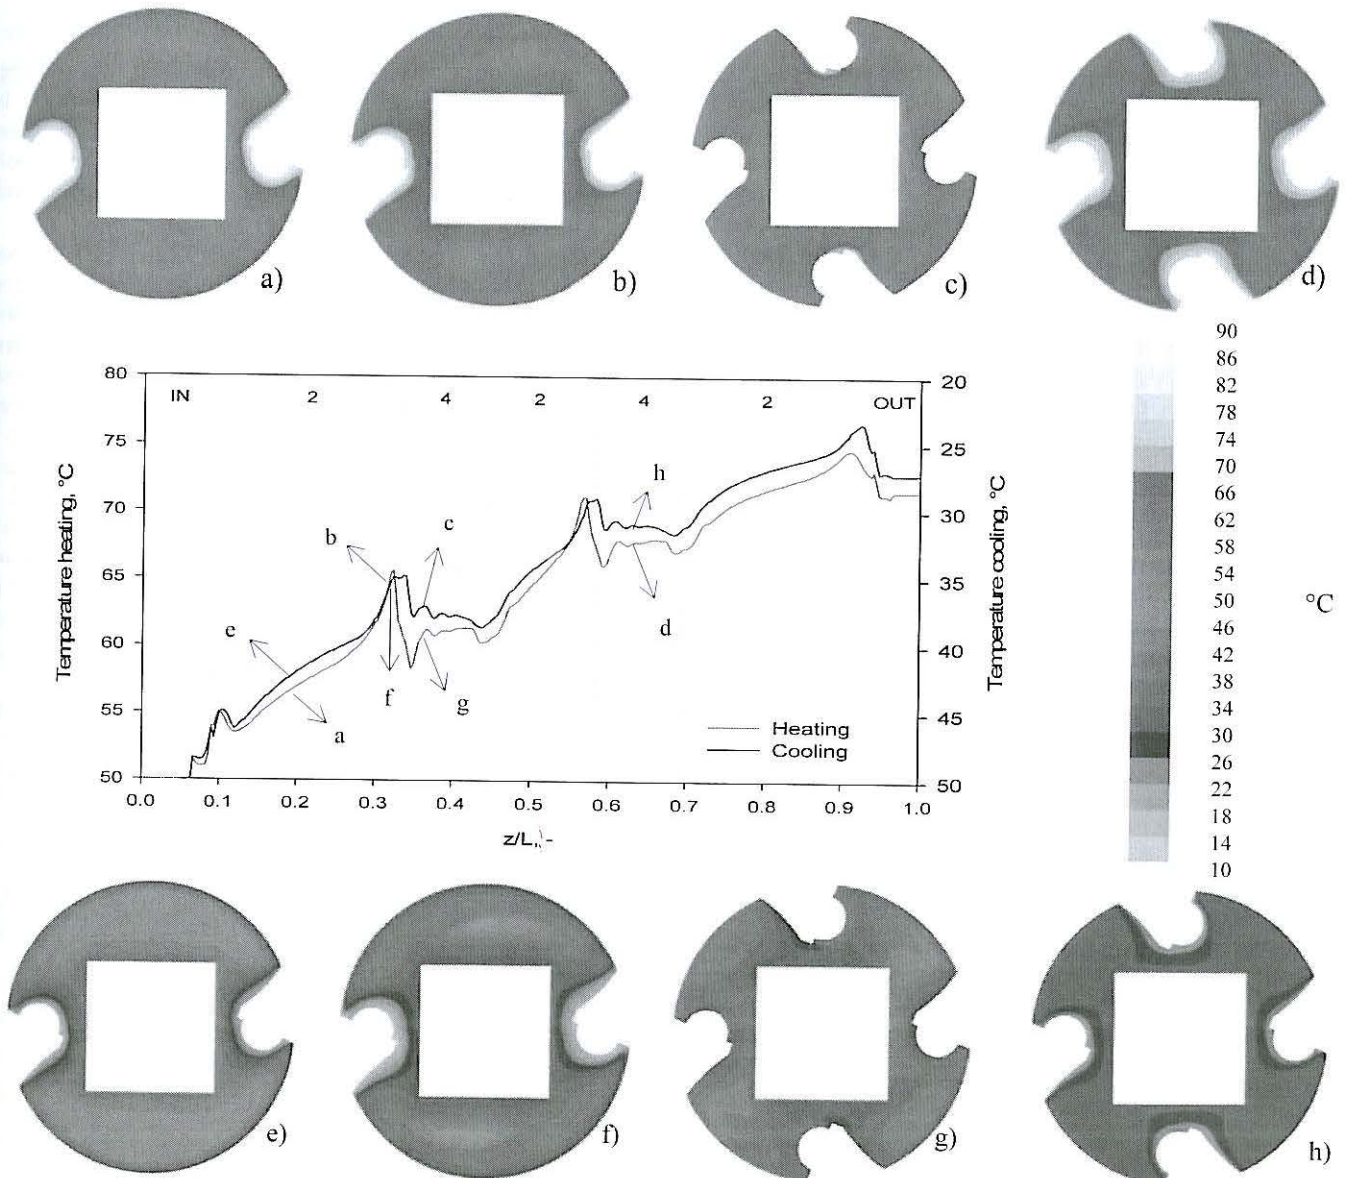 a)
b)
c)
d)
90
86
82
78
74
70
66
62
58
54
50
46
42
38
34
30
26
22
18
14
10
°C
80
75
70
65
60
55
50
Temperature heating, °C
IN 2 4 2 4 2 OUT
b
c
h
e
d
a
f
g
Heating
Cooling
20
25
30
35
40
45
50
Temperature cooling, °C
0.0 0.1 0.2 0.3 0.4 0.5 0.6 0.7 0.8 0.9 1.0
z/L, -
e)
f)
g)
h)